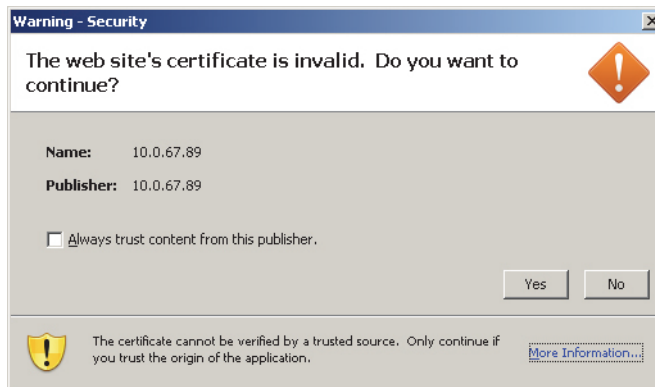 Warning - Security
The web site's certificate is invalid. Do you want to
continue?
Name: 10.0.67.89
Publisher: 10.0.67.89
Always trust content from this publisher.
Yes No
The certificate cannot be verified by a trusted source. Only continue if
you trust the origin of the application.
More Information...